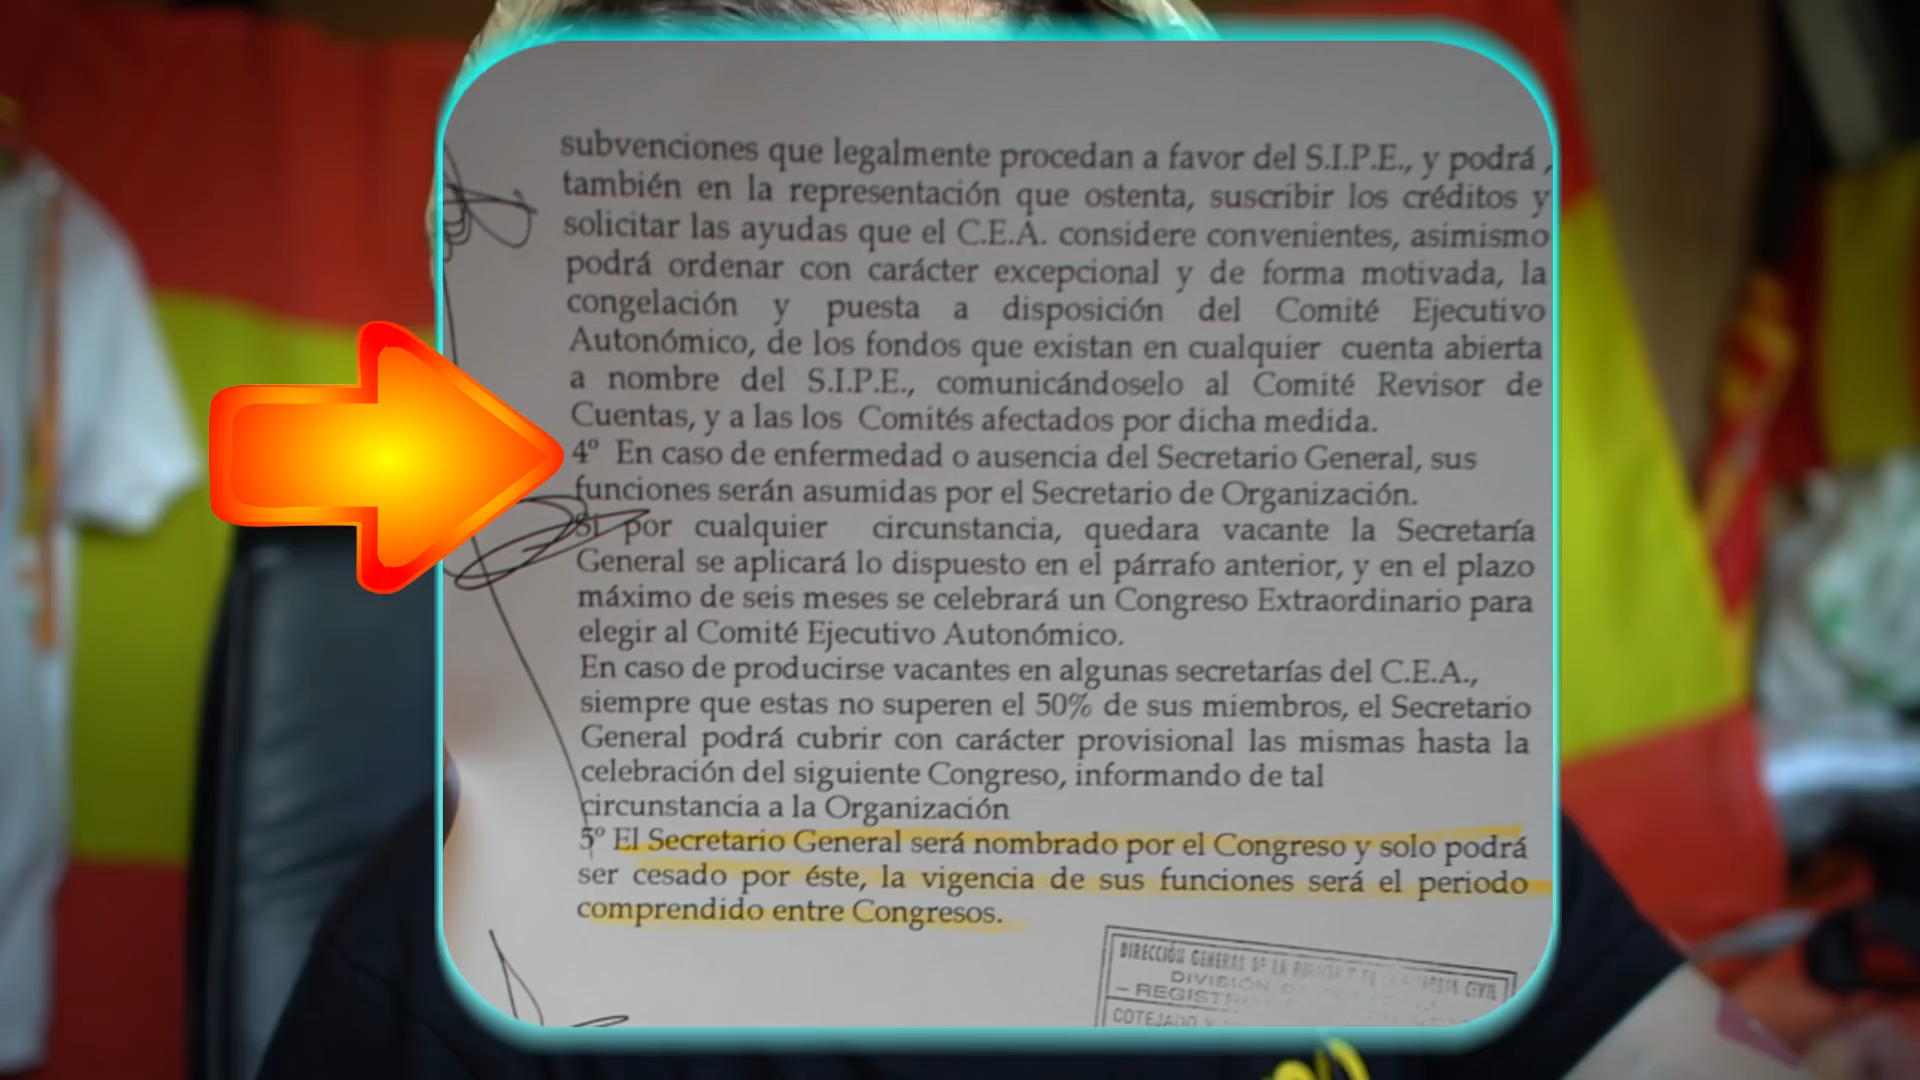 subvenciones que legalmente procedan a favor del S.I.P.E., y podrá ,
también en la representación que ostenta, suscribir los créditos y
solicitar las ayudas que el C.E.A. considere convenientes, asimismo
podrá ordenar con carácter excepcional y de forma motivada, la
congelación y puesta a disposición del Comité Ejecutivo
Autonómico, de los fondos que existan en cualquier cuenta abierta
a nombre del S.I.P.E., comunicándoselo al Comité Revisor de
Cuentas, y a las los Comités afectados por dicha medida.
4º En caso de enfermedad o ausencia del Secretario General, sus
funciones serán asumidas por el Secretario de Organización.
Si por cualquier circunstancia, quedara vacante la Secretaría
General se aplicará lo dispuesto en el párrafo anterior, y en el plazo
máximo de seis meses se celebrará un Congreso Extraordinario para
elegir al Comité Ejecutivo Autonómico.
En caso de producirse vacantes en algunas secretarías del C.E.A.,
siempre que estas no superen el 50% de sus miembros, el Secretario
General podrá cubrir con carácter provisional las mismas hasta la
celebración del siguiente Congreso, informando de tal
circunstancia a la Organización
5º El Secretario General será nombrado por el Congreso y solo podrá
ser cesado por éste, la vigencia de sus funciones será el periodo
comprendido entre Congresos.
DIRECCIÓN GENERAL DE LA POLICIA Y CIVIL
DIVISIÓN
- REGISTRO
COTEJADO Y